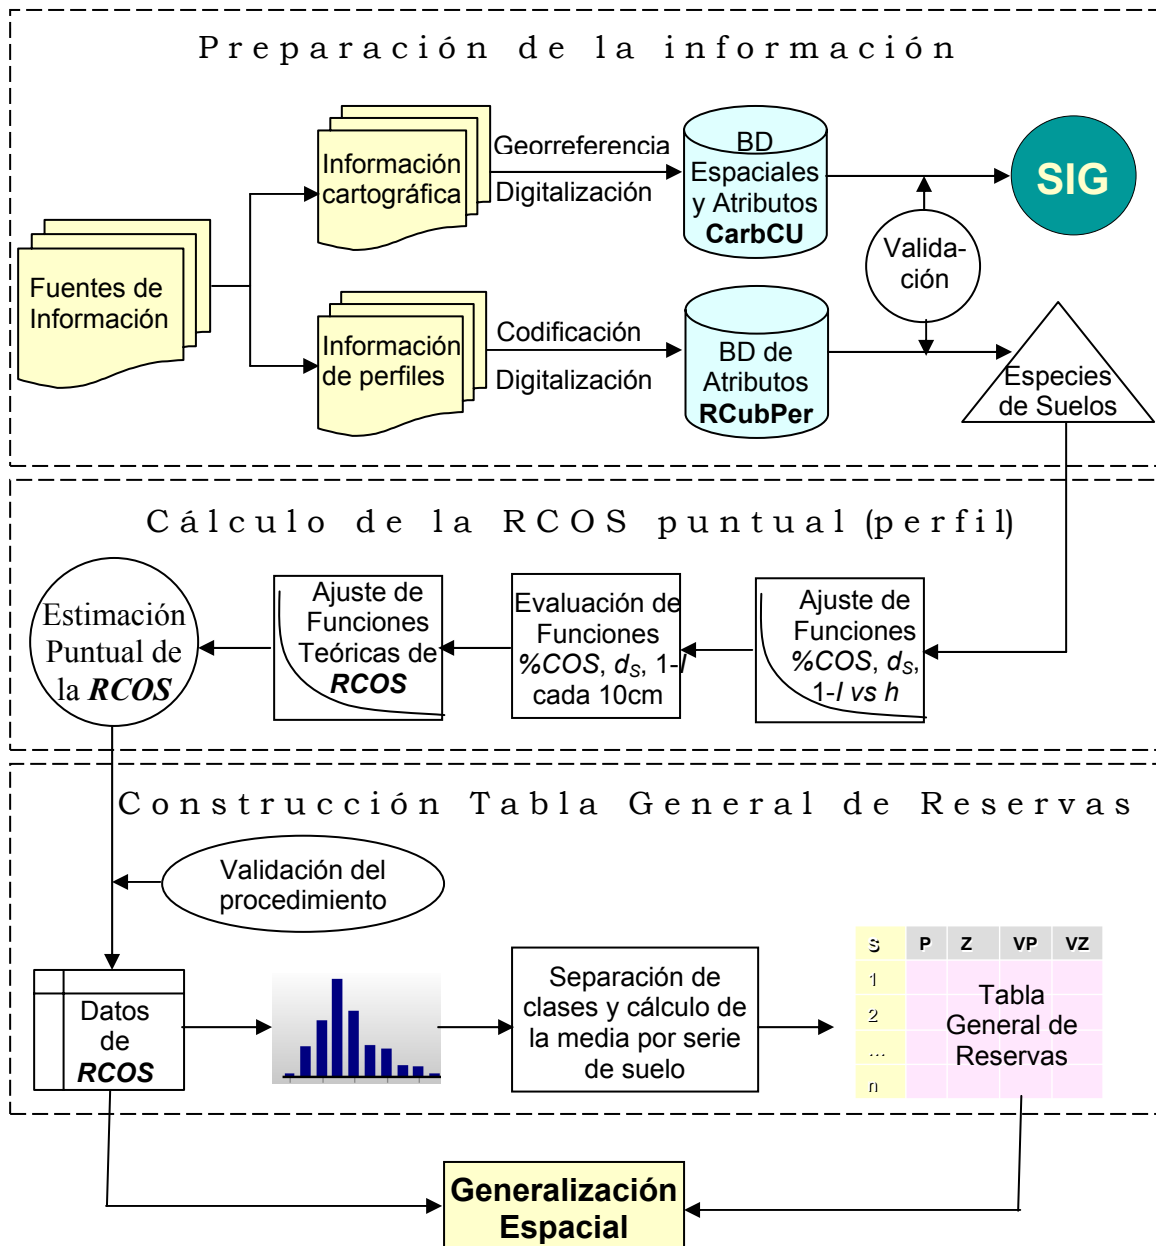 Preparación de la información
Fuentes de
Información
Información
cartográfica
Georreferencia
Digitalización
BD
Espaciales
y Atributos
CarbCU
SIG
Valida-
ción
Información
de perfiles
Codificación
Digitalización
BD de
Atributos
RCubPer
Especies
de Suelos
Cálculo de la RCOS puntual (perfil)
Estimación
Puntual de
la RCOS
Ajuste de
Funciones
Teóricas de
RCOS
Evaluación de
Funciones
%COS, dS, 1-I
cada 10cm
Ajuste de
Funciones
%COS, dS,
1-I vs h
Construcción Tabla General de Reservas
Validación del
procedimiento
Datos
de
RCOS
Separación de
clases y cálculo de
la media por serie
de suelo
S P Z VP VZ
1
2
...
n
Tabla
General de
Reservas
Generalización
Espacial